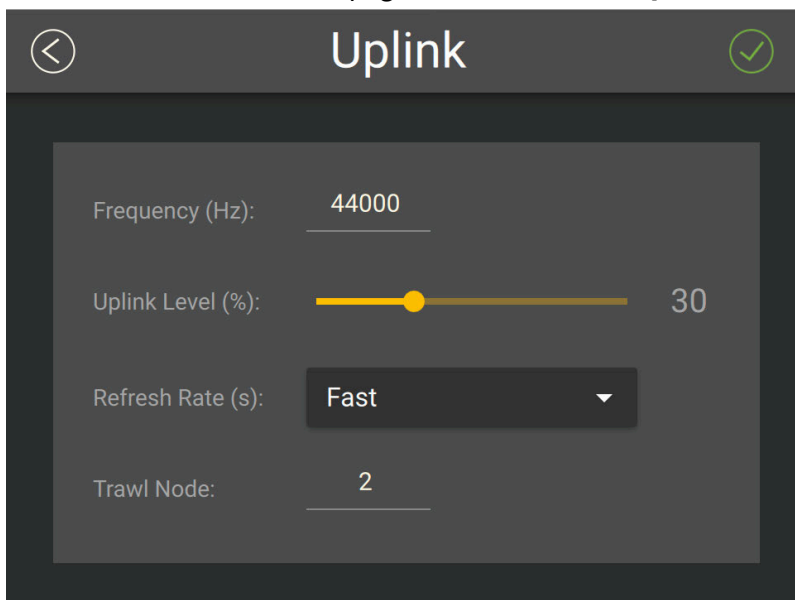 Uplink
Frequency (Hz): 44000
Uplink Level (%): 30
Refresh Rate (s): Fast
Trawl Node: 2